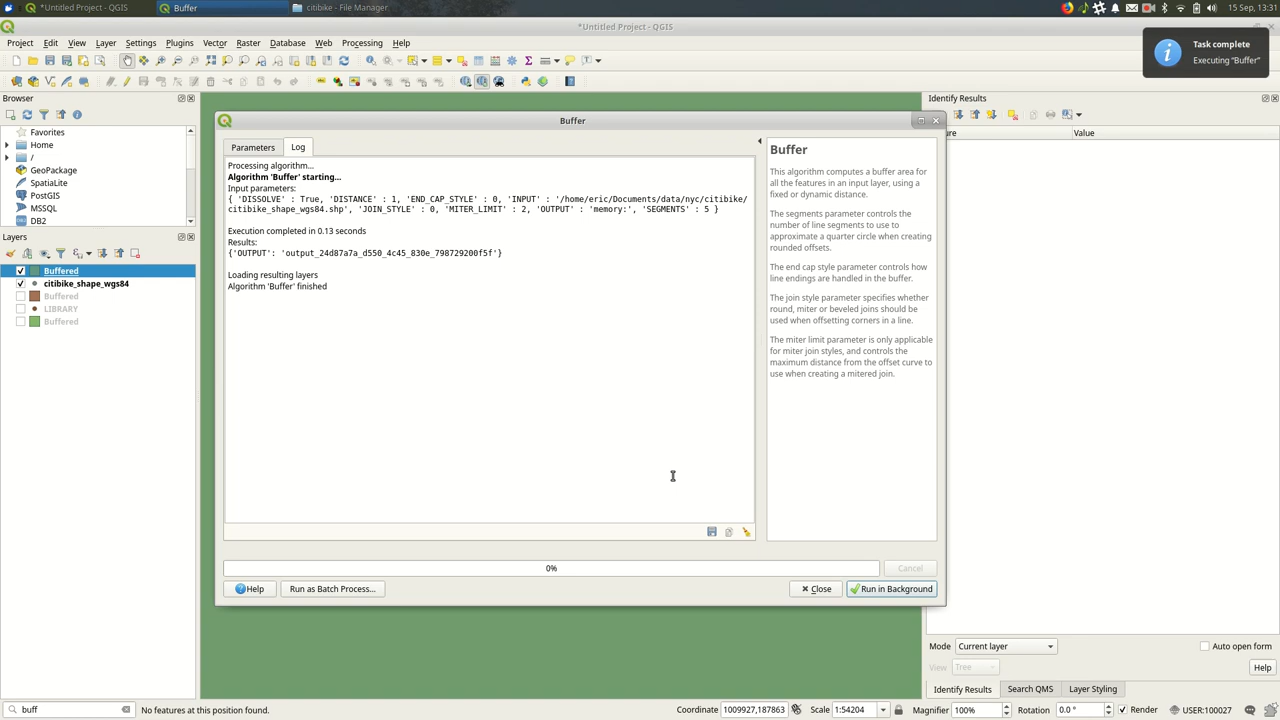 *Untitled Project - QGIS
Buffer
citibike - File Manager
15 Sep, 13:31
*Untitled Project - QGIS
Project Edit View Layer Settings Plugins Vector Raster Database Web Processing Help
Task complete
Executing "Buffer"
Browser
Favorites
Home
/
GeoPackage
SpatiaLite
PostGIS
MSSQL
DB2
Layers
Buffered
citibike_shape_wgs84
Buffered
LIBRARY
Buffered
Buffer
Parameters
Log
Processing algorithm...
Algorithm 'Buffer' starting...
Input parameters:
{ 'DISSOLVE' : True, 'DISTANCE' : 1, 'END_CAP_STYLE' : 0, 'INPUT' : '/home/eric/Documents/data/nyc/citibike/
citibike_shape_wgs84.shp', 'JOIN_STYLE' : 0, 'MITER_LIMIT' : 2, 'OUTPUT' : 'memory:', 'SEGMENTS' : 5 }
Execution completed in 0.13 seconds
Results:
{'OUTPUT': 'output_24d87a7a_d550_4c45_830e_798729200f5f'}
Loading resulting layers
Algorithm 'Buffer' finished
Buffer
This algorithm computes a buffer area for
all the features in an input layer, using a
fixed or dynamic distance.
The segments parameter controls the
number of line segments to use to
approximate a quarter circle when creating
rounded offsets.
The end cap style parameter controls how
line endings are handled in the buffer.
The join style parameter specifies whether
round, miter or beveled joins should be
used when offsetting corners in a line.
The miter limit parameter is only applicable
for miter join styles, and controls the
maximum distance from the offset curve to
use when creating a mitered join.
0%
Cancel
Help
Run as Batch Process...
Close
Run in Background
Identify Results
ure
Value
Mode
Current layer
Auto open form
View
Tree
Help
Identify Results
Search QMS
Layer Styling
buff
No features at this position found.
Coordinate
1009927,187863
Scale
1:54204
Magnifier
100%
Rotation
0.0 °
Render
USER:100027